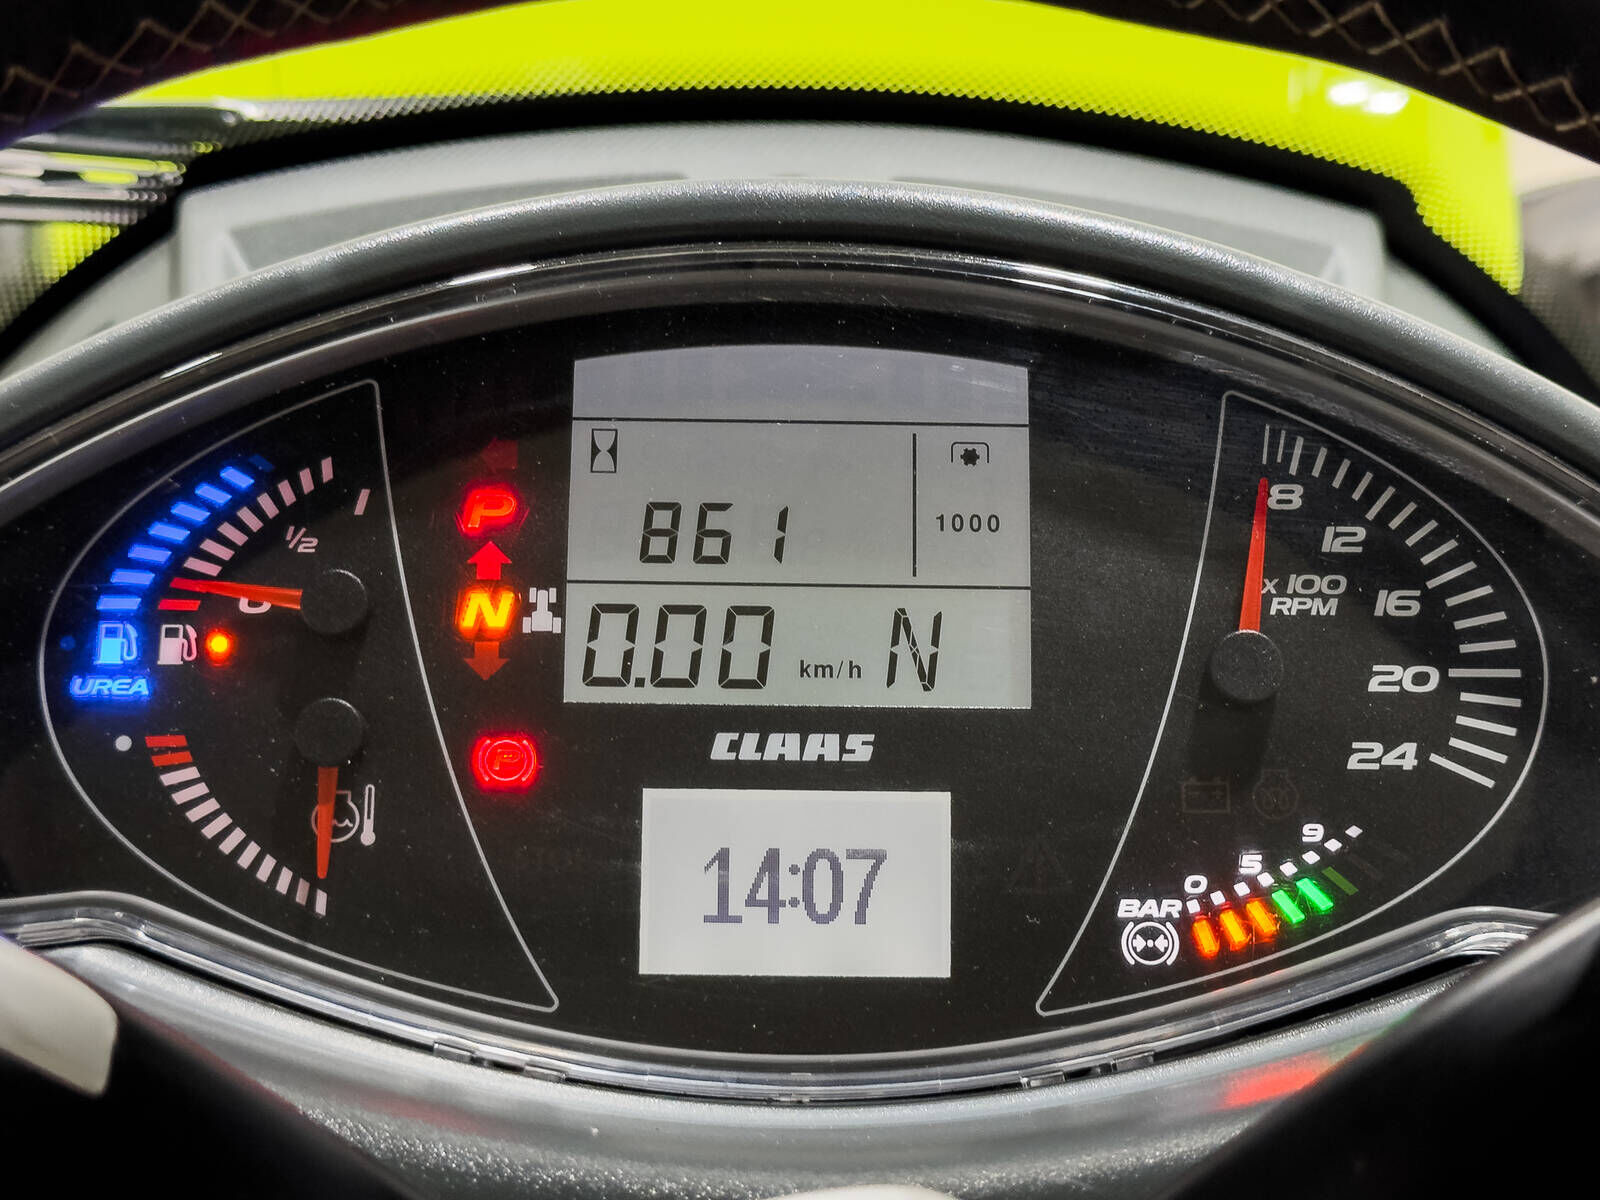 1/2
0
UREA
P
N
P
861
1000
0.00 km/h N
CLAAS
14:07
8
12
x 100
RPM
16
20
24
0 5 9
BAR